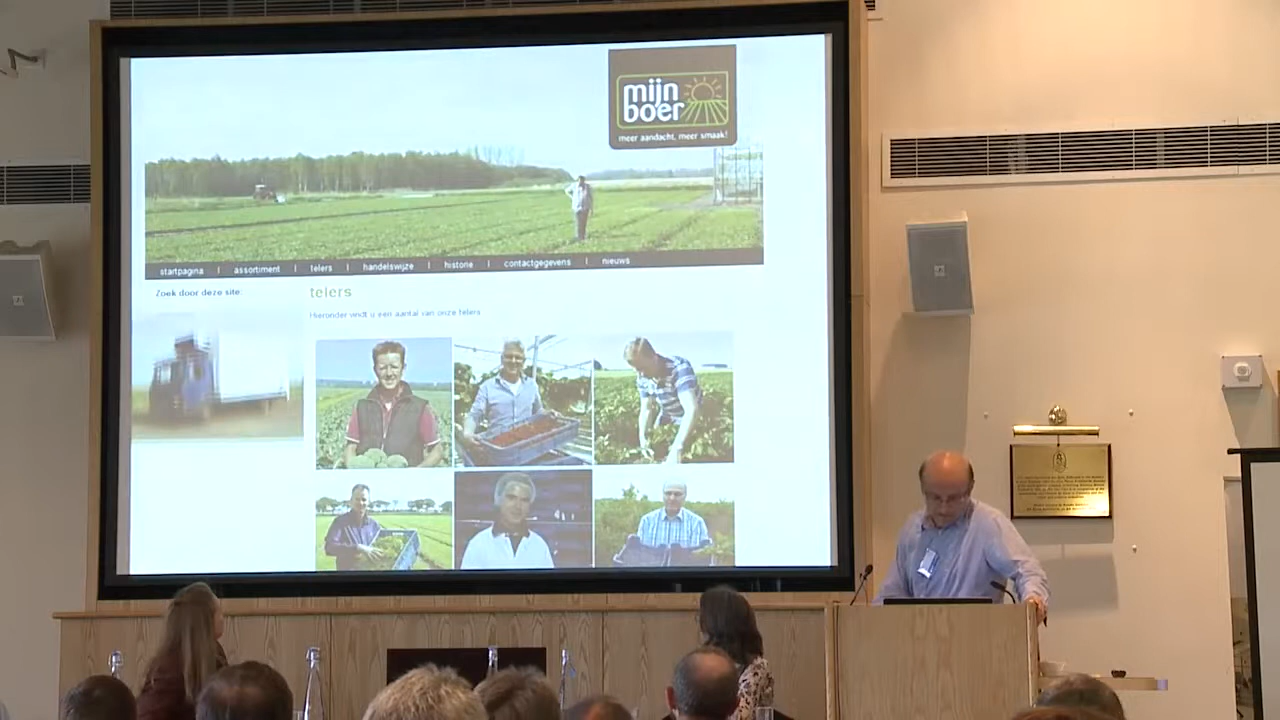 mijn
boer
meer aandacht, meer smaak!
startpagina | assortiment | telers | handelswijze | historie | contactgegevens | nieuws
Zoek door deze site:
telers
Hieronder vindt u een aantal van onze telers